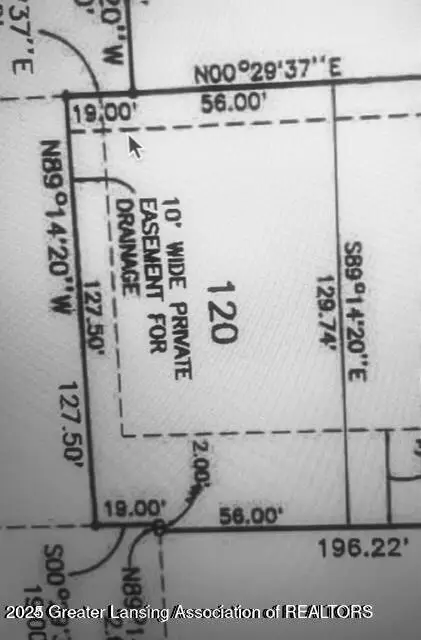 37''E
20''W
N00°29'37''E
19.00'
56.00'
N89°14'20''W
127.50'
127.50'
10' WIDE PRIVATE
EASEMENT FOR
DRAINAGE
120
129.74'
S89°14'20''E
2.00'
19.00'
56.00'
196.22'
S00°
N89°
2025 Greater Lansing Association of REALTORS